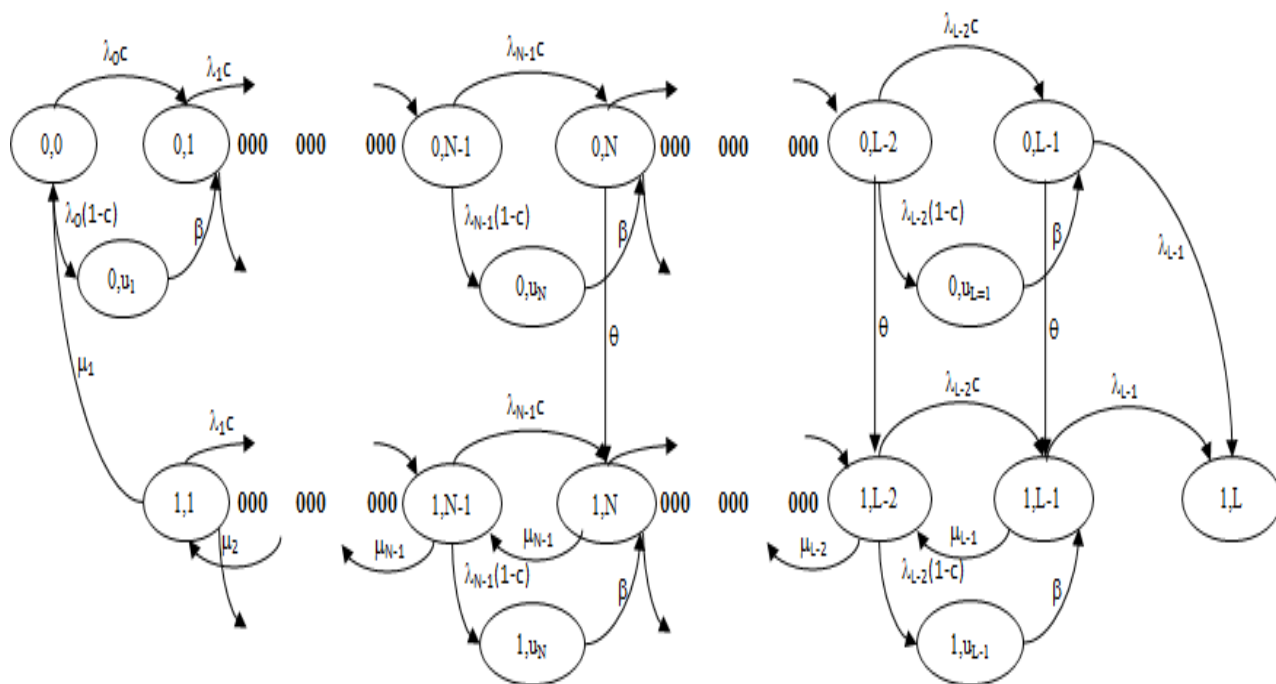 λ₀c
λ₁c
λN-1c
λL-2c
0,0
0,1
000 000 000
0,N-1
0,N
000 000 000
0,L-2
0,L-1
λ₀(1-c)
β
λN-1(1-c)
β
λL-2(1-c)
β
λL-1
0,u₁
0,uN
0,uL=1
μ₁
θ
θ
θ
λ₁c
λN-1c
λL-2c
λL-1
1,1
000 000 000
1,N-1
1,N
000 000 000
1,L-2
1,L-1
1,L
μ₂
μN-1
μN-1
μL-2
μL-1
λN-1(1-c)
β
λL-2(1-c)
β
1,uN
1,uL-1